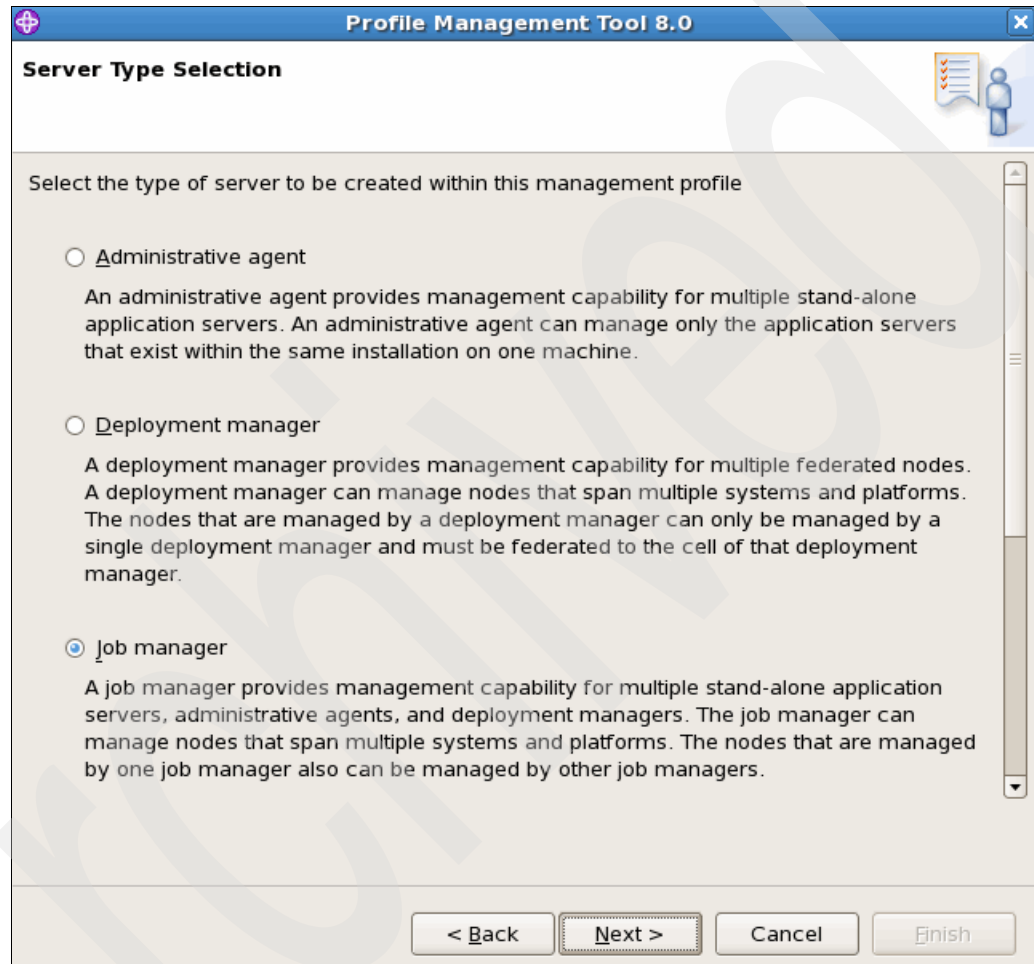 Profile Management Tool 8.0
Server Type Selection
Select the type of server to be created within this management profile
Administrative agent
An administrative agent provides management capability for multiple stand-alone
application servers. An administrative agent can manage only the application servers
that exist within the same installation on one machine.
Deployment manager
A deployment manager provides management capability for multiple federated nodes.
A deployment manager can manage nodes that span multiple systems and platforms.
The nodes that are managed by a deployment manager can only be managed by a
single deployment manager and must be federated to the cell of that deployment
manager.
Job manager
A job manager provides management capability for multiple stand-alone application
servers, administrative agents, and deployment managers. The job manager can
manage nodes that span multiple systems and platforms. The nodes that are managed
by one job manager also can be managed by other job managers.
< Back Next > Cancel Finish